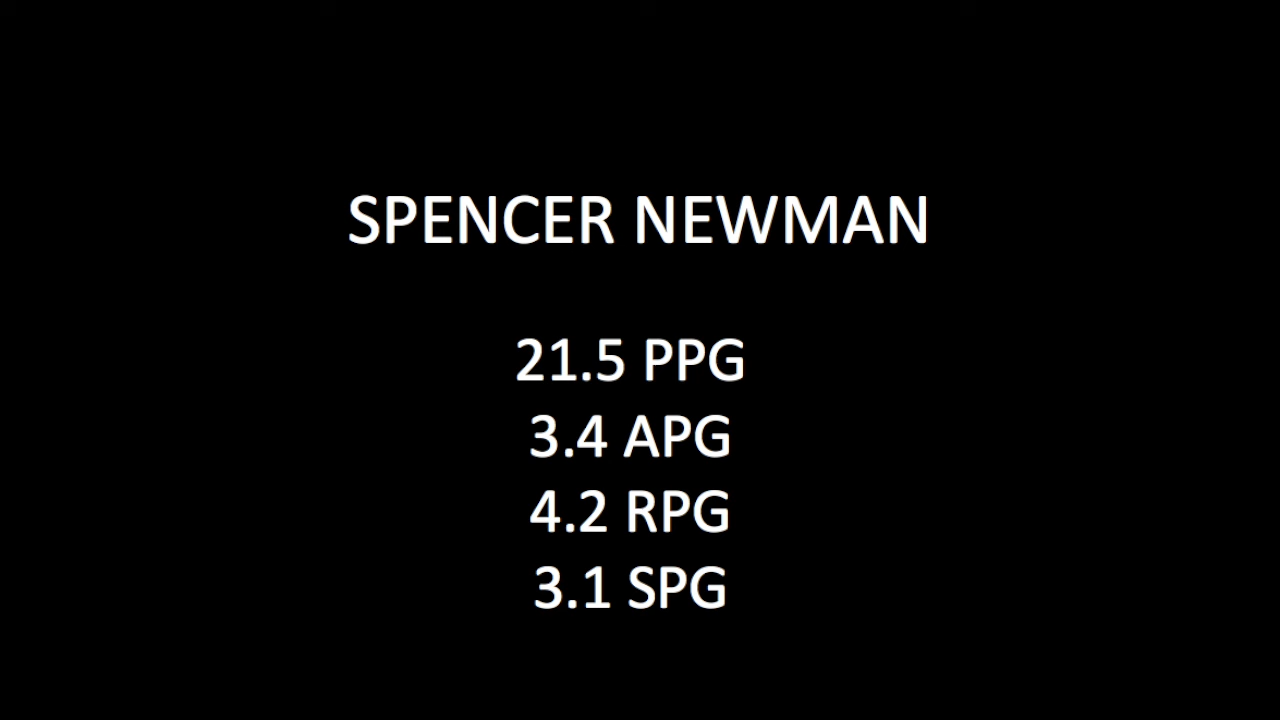 SPENCER NEWMAN
21.5 PPG
3.4 APG
4.2 RPG
3.1 SPG